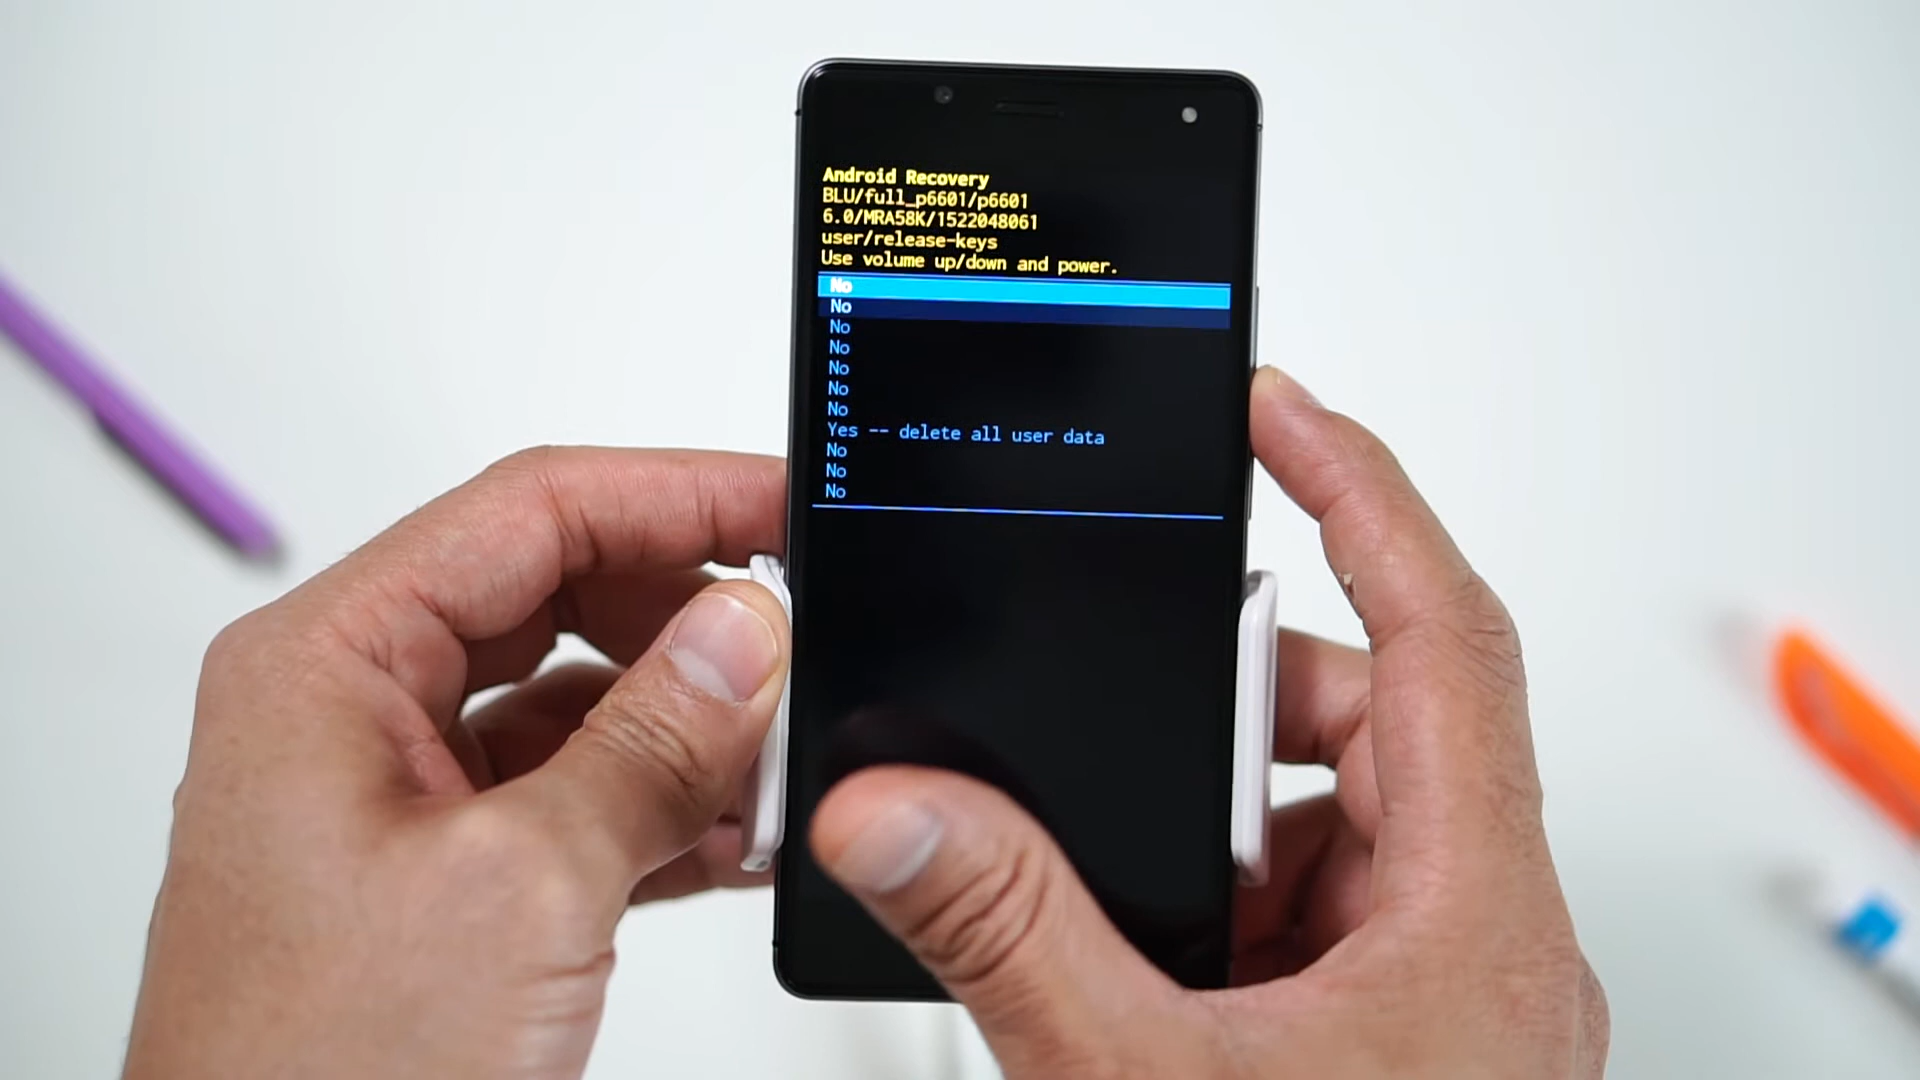 Android Recovery
BLU/full_p6601/p6601
6.0/MRA58K/1522048061
user/release-keys
Use volume up/down and power.
No
No
No
No
No
No
No
Yes -- delete all user data
No
No
No